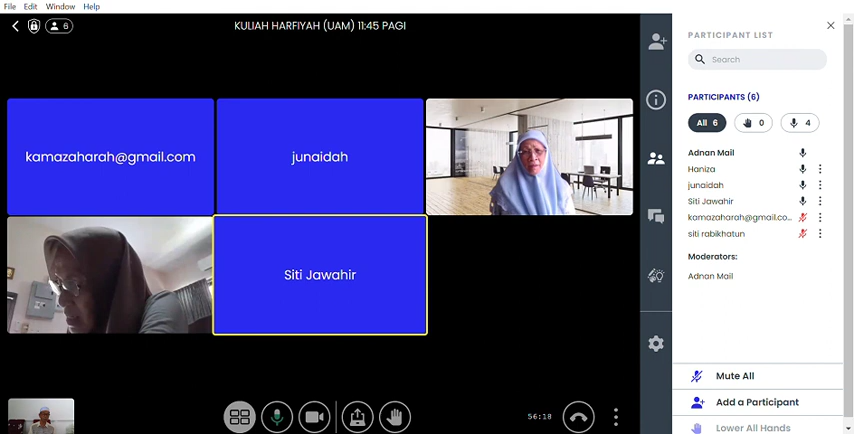 File Edit Window Help
6
KULIAH HARFIYAH (UAM) 11:45 PAGI
kamazaharah@gmail.com
junaidah
Siti Jawahir
56:18
PARTICIPANT LIST
Search
PARTICIPANTS (6)
All 6 0 4
Adnan Mail
Haniza
junaidah
Siti Jawahir
kamazaharah@gmail.co...
siti rabikhatun
Moderators:
Adnan Mail
Mute All
Add a Participant
Lower All Hands